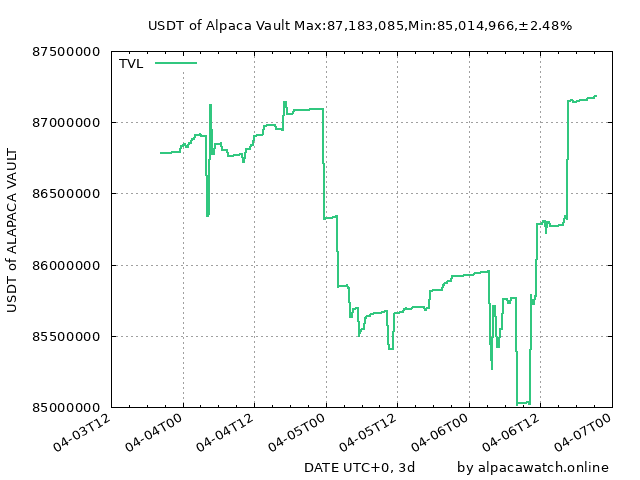 USDT of Alpaca Vault Max:87,183,085,Min:85,014,966,±2.48%
87500000
TVL
87000000
86500000
86000000
85500000
85000000
USDT of ALAPACA VAULT
04-03T12
04-04T00
04-04T12
04-05T00
04-05T12
04-06T00
04-06T12
04-07T00
DATE UTC+0, 3d
by alpacawatch.online